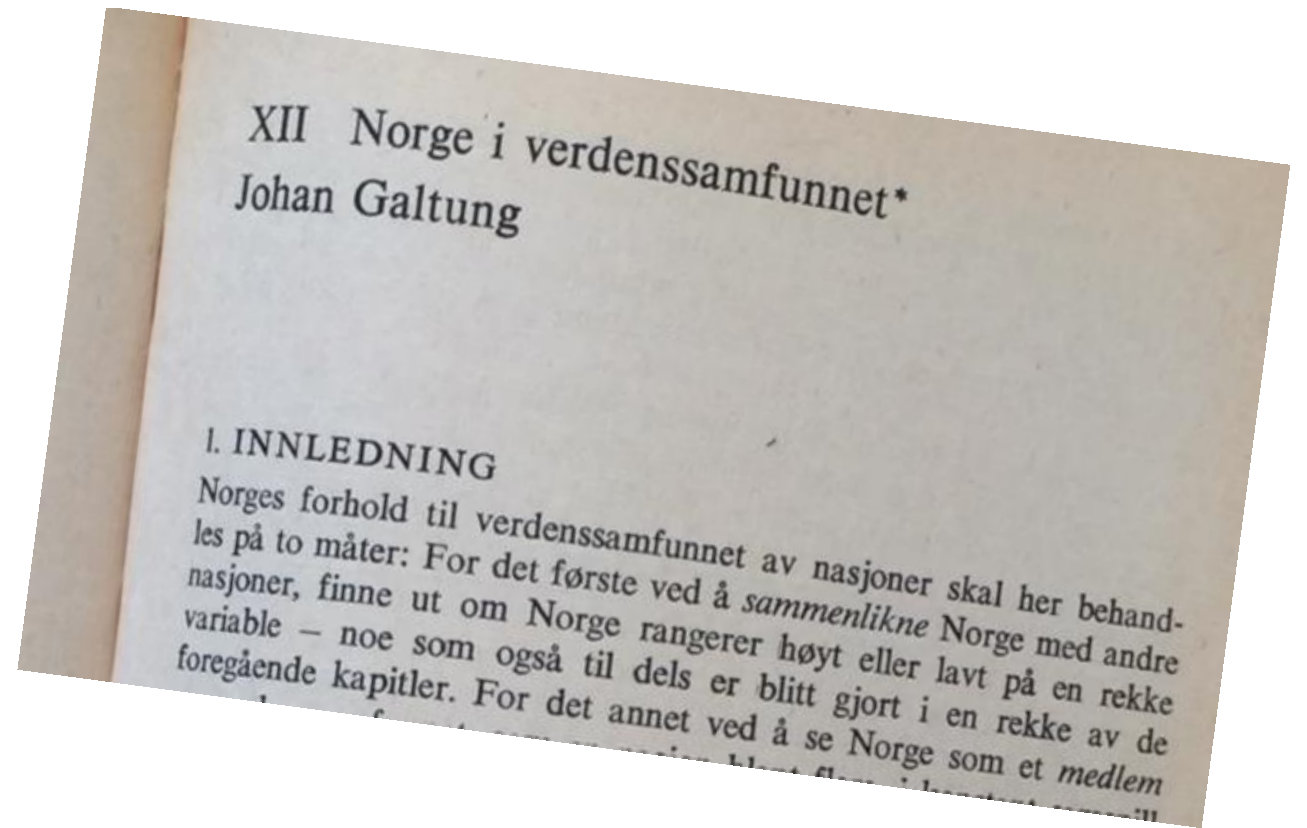 XII Norge i verdenssamfunnet*
Johan Galtung
1. INNLEDNING
Norges forhold til verdenssamfunnet av nasjoner skal her behand-
les på to måter: For det første ved å sammenlikne Norge med andre
nasjoner, finne ut om Norge rangerer høyt eller lavt på en rekke
variable – noe som også til dels er blitt gjort i en rekke av de
foregående kapitler. For det annet ved å se Norge som et medlem